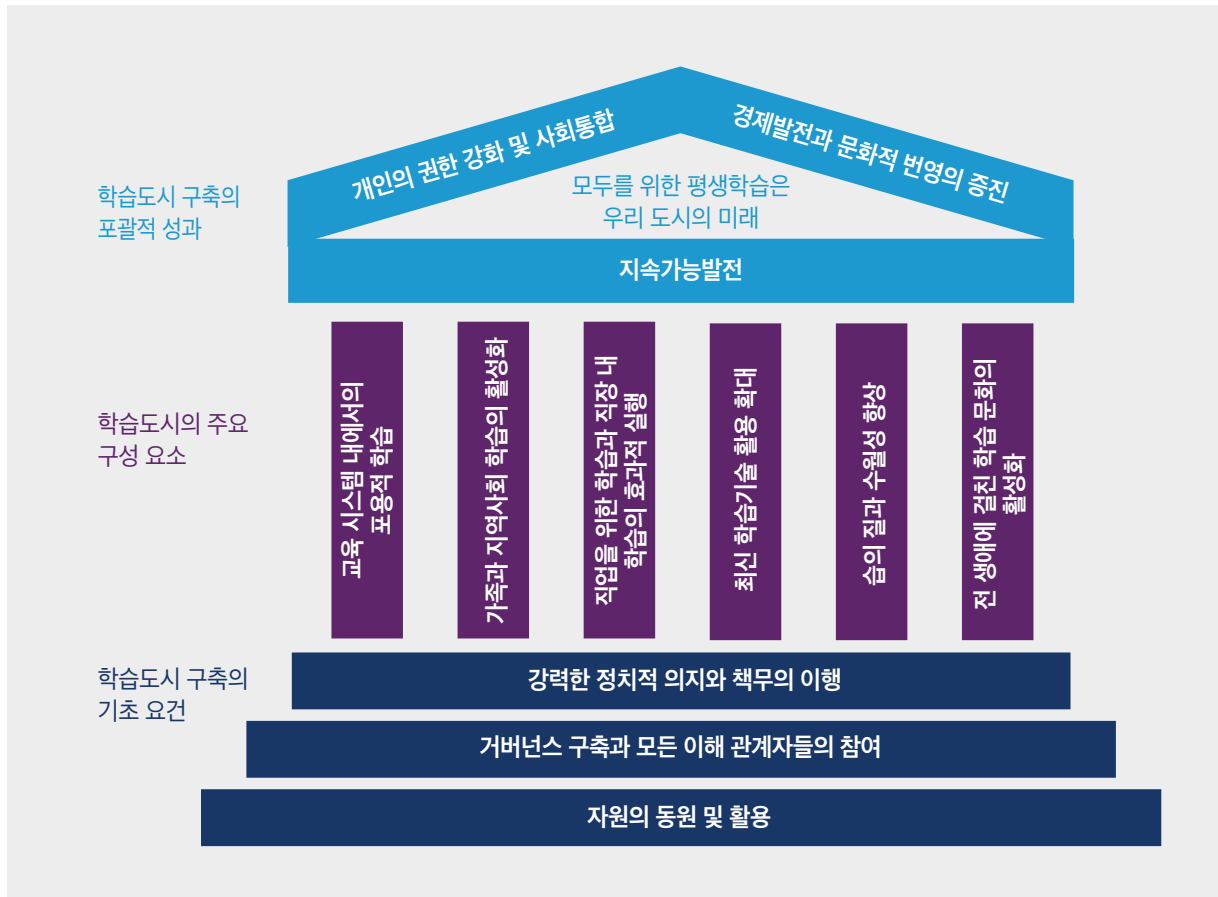 개인의 권한 강화 및 사회통합
경제발전과 문화적 번영의 증진
학습도시 구축의
포괄적 성과
모두를 위한 평생학습은
우리 도시의 미래
지속가능발전
학습도시의 주요
구성 요소
교육 시스템 내에서의
포용적 학습
가족과 지역사회 학습의 활성화
직업을 위한 학습과 직장 내
학습의 효과적 실행
최신 학습기술 활용 확대
습의 질과 수월성 향상
전 생애에 걸친 학습 문화의
활성화
학습도시 구축의
기초 요건
강력한 정치적 의지와 책무의 이행
거버넌스 구축과 모든 이해 관계자들의 참여
자원의 동원 및 활용